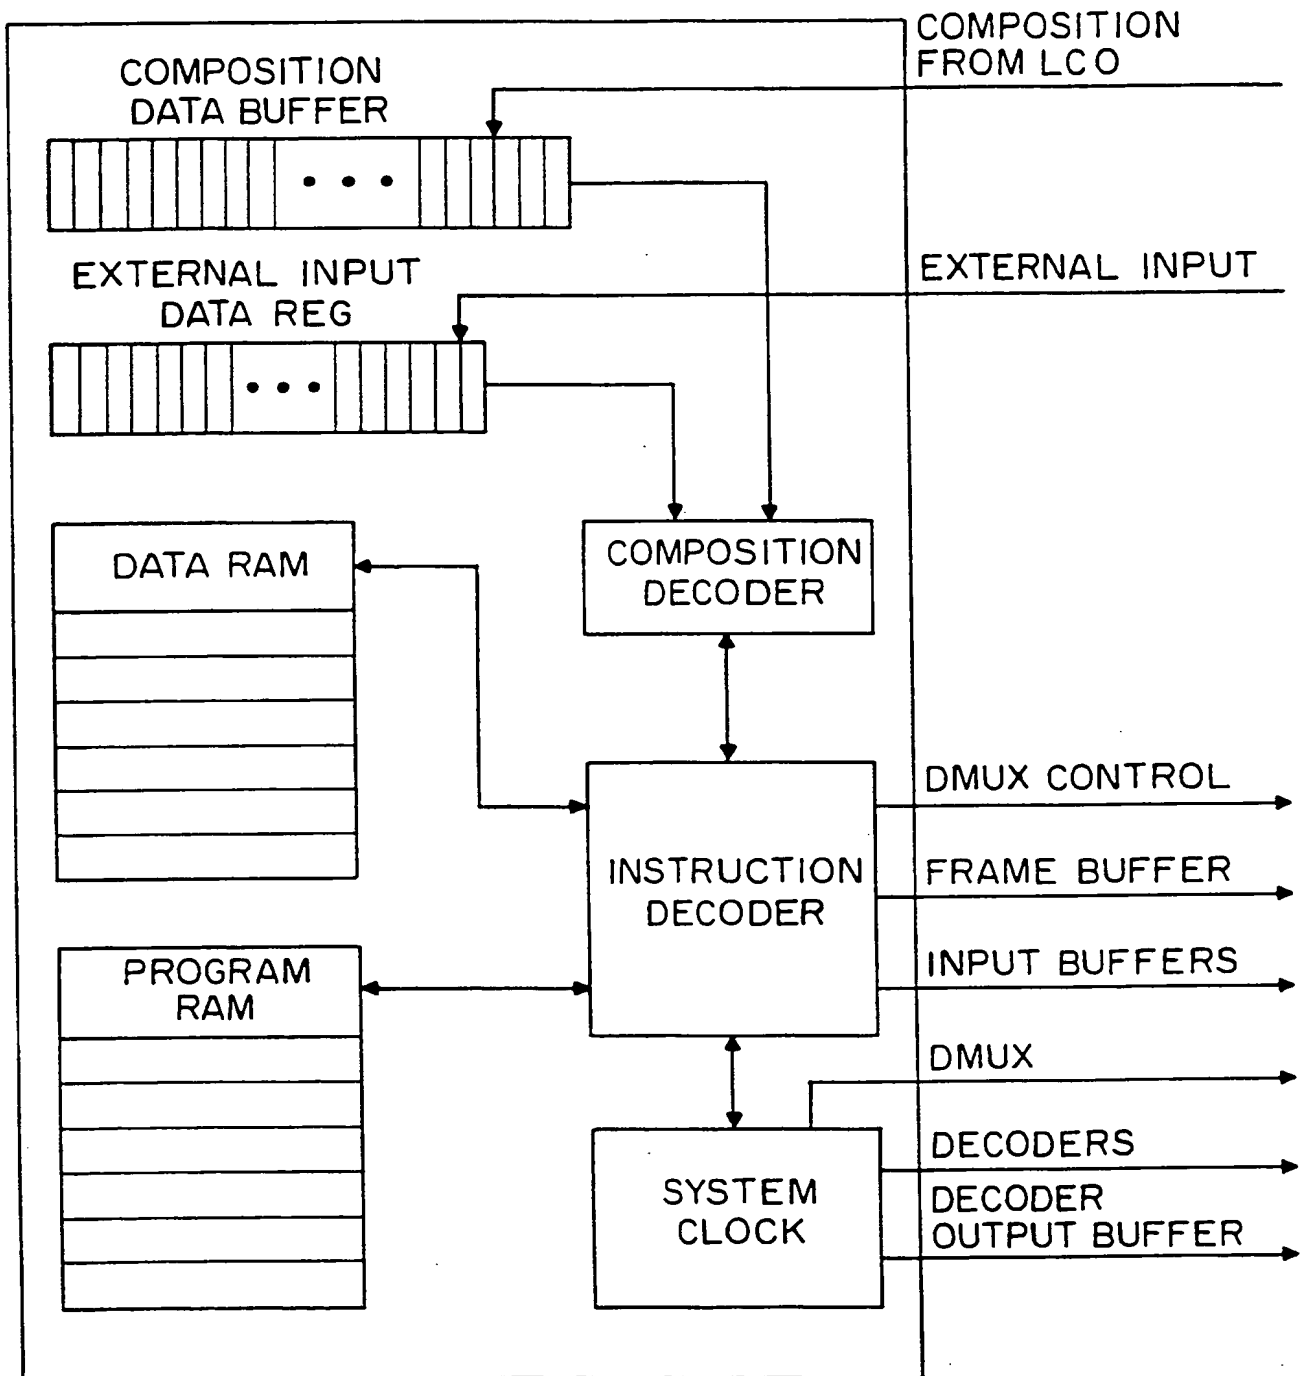 COMPOSITION
FROM LCO
COMPOSITION
DATA BUFFER
EXTERNAL INPUT
EXTERNAL INPUT
DATA REG
DATA RAM
COMPOSITION
DECODER
DMUX CONTROL
INSTRUCTION
DECODER
FRAME BUFFER
INPUT BUFFERS
PROGRAM
RAM
DMUX
DECODERS
SYSTEM
CLOCK
DECODER
OUTPUT BUFFER